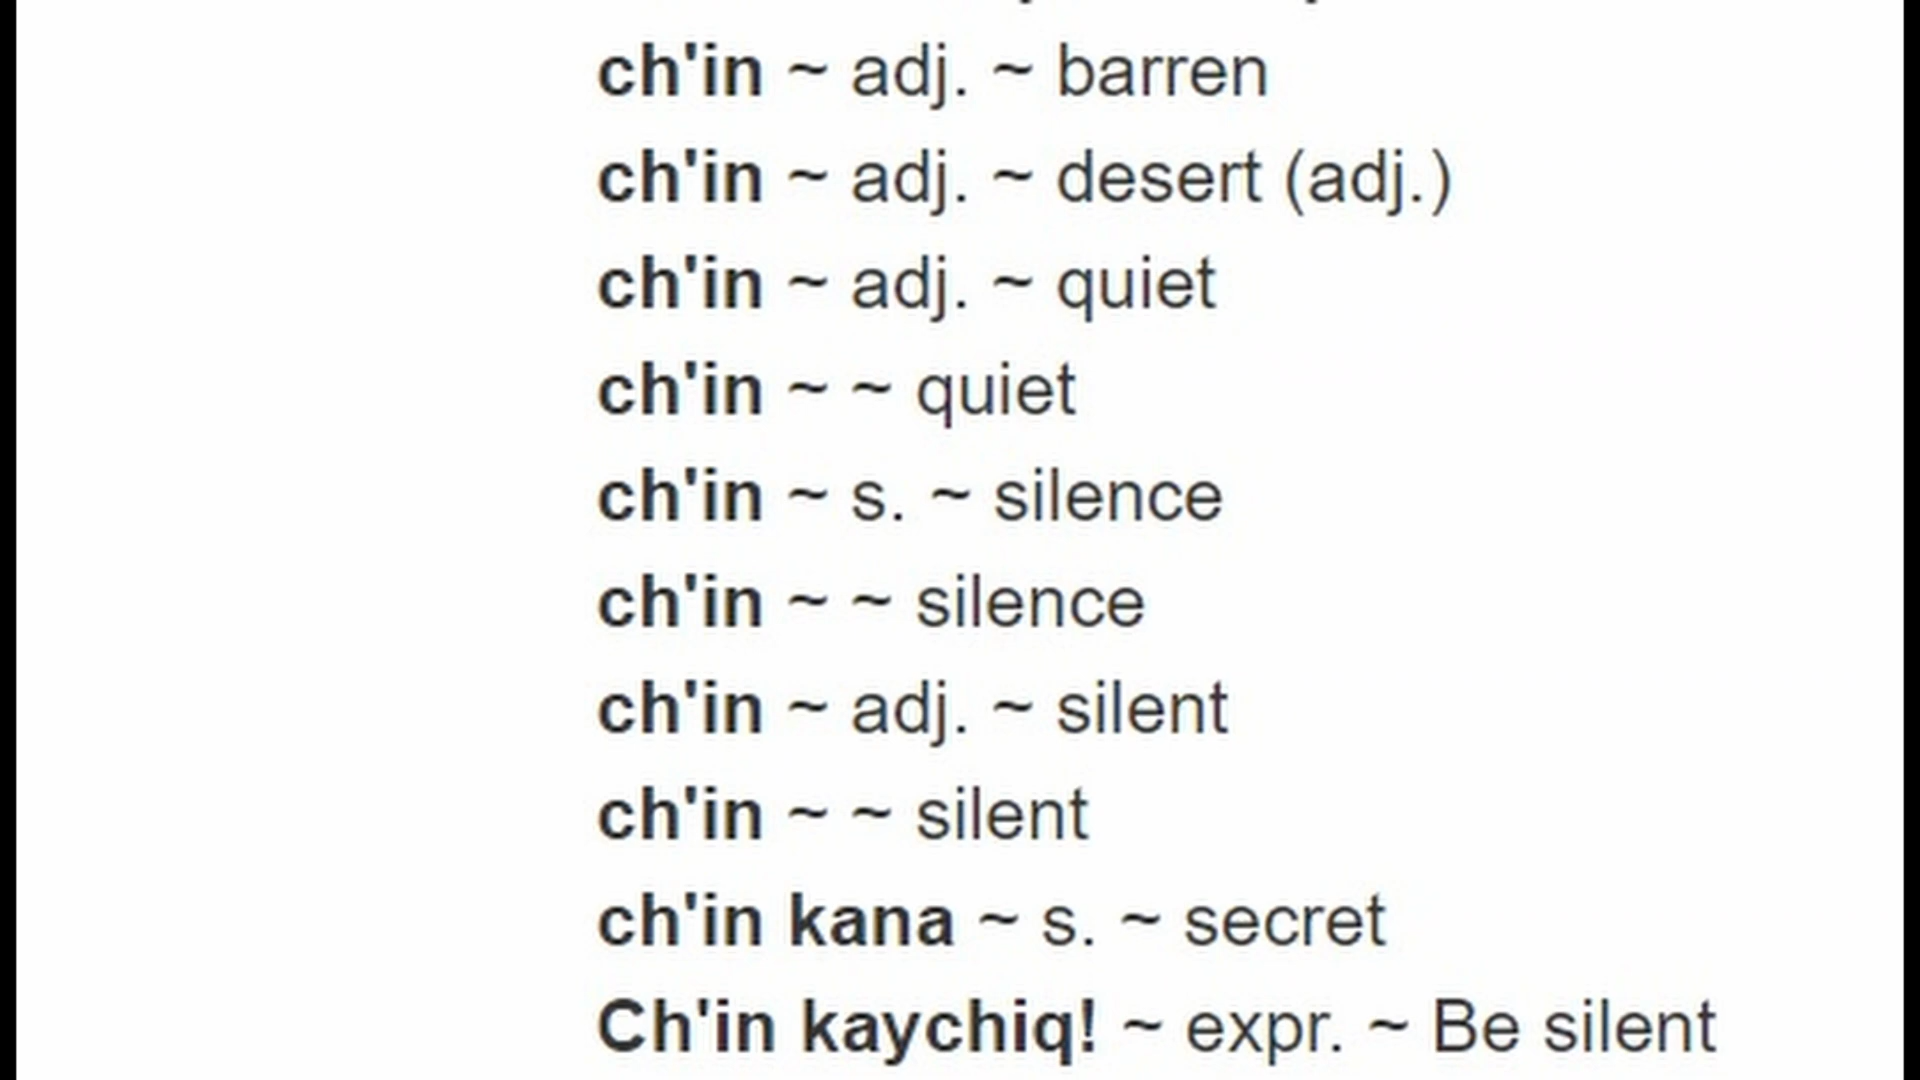 ch'in ~ adj. ~ barren
ch'in ~ adj. ~ desert (adj.)
ch'in ~ adj. ~ quiet
ch'in ~ ~ quiet
ch'in ~ s. ~ silence
ch'in ~ ~ silence
ch'in ~ adj. ~ silent
ch'in ~ ~ silent
ch'in kana ~ s. ~ secret
Ch'in kaychiq! ~ expr. ~ Be silent